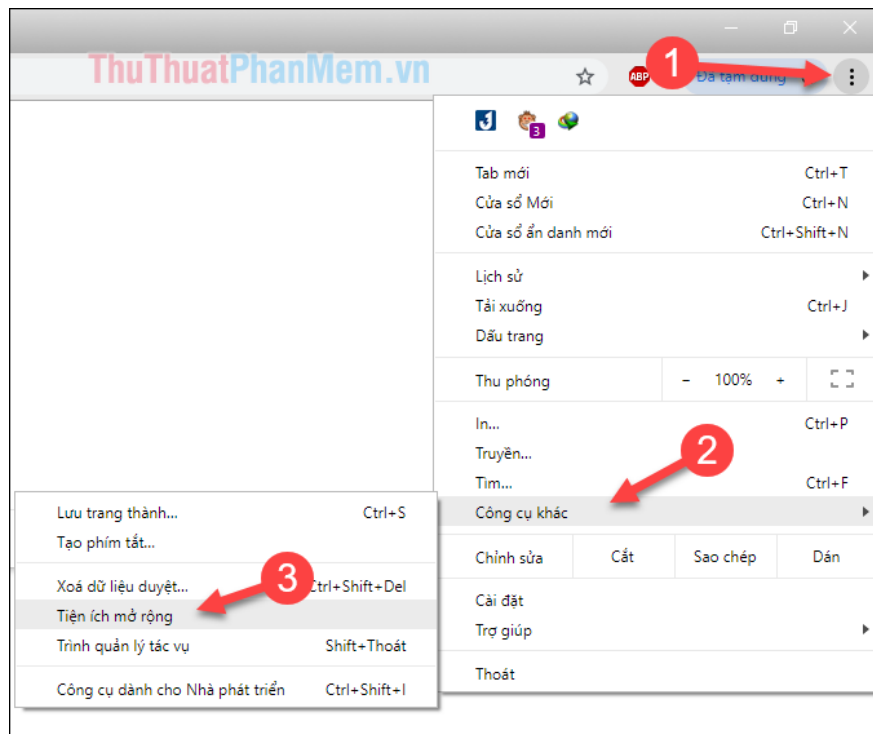 ThuThuatPhanMem.vn
ABP 1 Đã tạm dừng
3
Tab mới Ctrl+T
Cửa sổ Mới Ctrl+N
Cửa sổ ẩn danh mới Ctrl+Shift+N
Lịch sử
Tải xuống Ctrl+J
Dấu trang
Thu phóng - 100% +
In... Ctrl+P
Truyền... 2
Tìm... Ctrl+F
Công cụ khác
Chỉnh sửa Cắt Sao chép Dán
Cài đặt
Trợ giúp
Thoát
Lưu trang thành... Ctrl+S
Tạo phím tắt...
Xoá dữ liệu duyệt... 3 Ctrl+Shift+Del
Tiện ích mở rộng
Trình quản lý tác vụ Shift+Thoát
Công cụ dành cho Nhà phát triển Ctrl+Shift+I